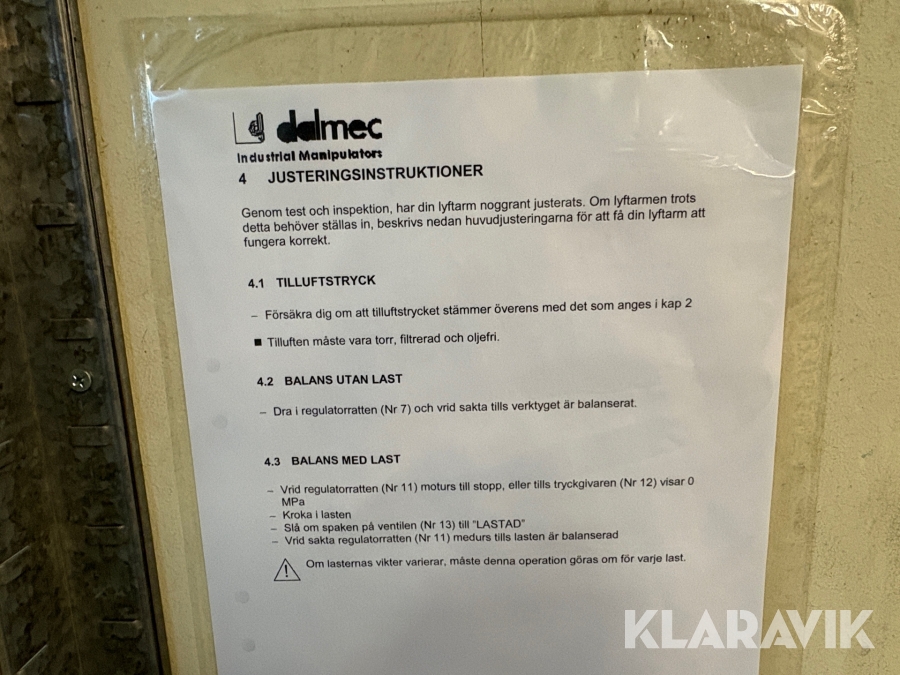 dalmec
Industrial Manipulators
4 JUSTERINGSINSTRUKTIONER
Genom test och inspektion, har din lyftarm noggrant justerats. Om lyftarmen trots
detta behöver ställas in, beskrivs nedan huvudjusteringarna för att få din lyftarm att
fungera korrekt.
4.1 TILLUFTSTRYCK
– Försäkra dig om att tilluftstrycket stämmer överens med det som anges i kap 2
■ Tilluften måste vara torr, filtrerad och oljefri.
4.2 BALANS UTAN LAST
– Dra i regulatorratten (Nr 7) och vrid sakta tills verktyget är balanserat.
4.3 BALANS MED LAST
– Vrid regulatorratten (Nr 11) moturs till stopp, eller tills tryckgivaren (Nr 12) visar 0
MPa
– Kroka i lasten
– Slå om spaken på ventilen (Nr 13) till "LASTAD"
– Vrid sakta regulatorratten (Nr 11) medurs tills lasten är balanserad
Om lasternas vikter varierar, måste denna operation göras om för varje last.
KLARAVIK